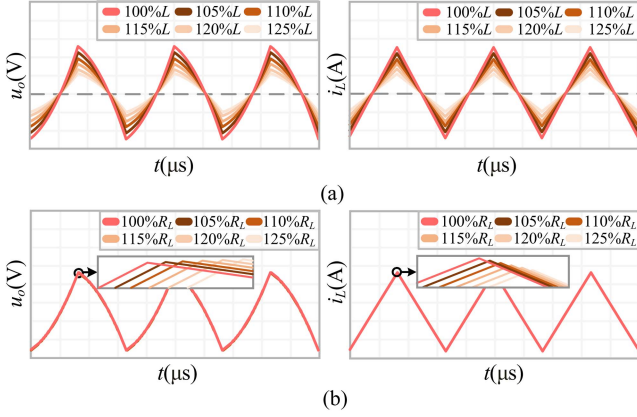 100%L 105%L 110%L
115%L 120%L 125%L
u_o(V)
t(μs)
100%L 105%L 110%L
115%L 120%L 125%L
i_L(A)
t(μs)
(a)
100%R_L 105%R_L 110%R_L
115%R_L 120%R_L 125%R_L
u_o(V)
t(μs)
100%R_L 105%R_L 110%R_L
115%R_L 120%R_L 125%R_L
i_L(A)
t(μs)
(b)